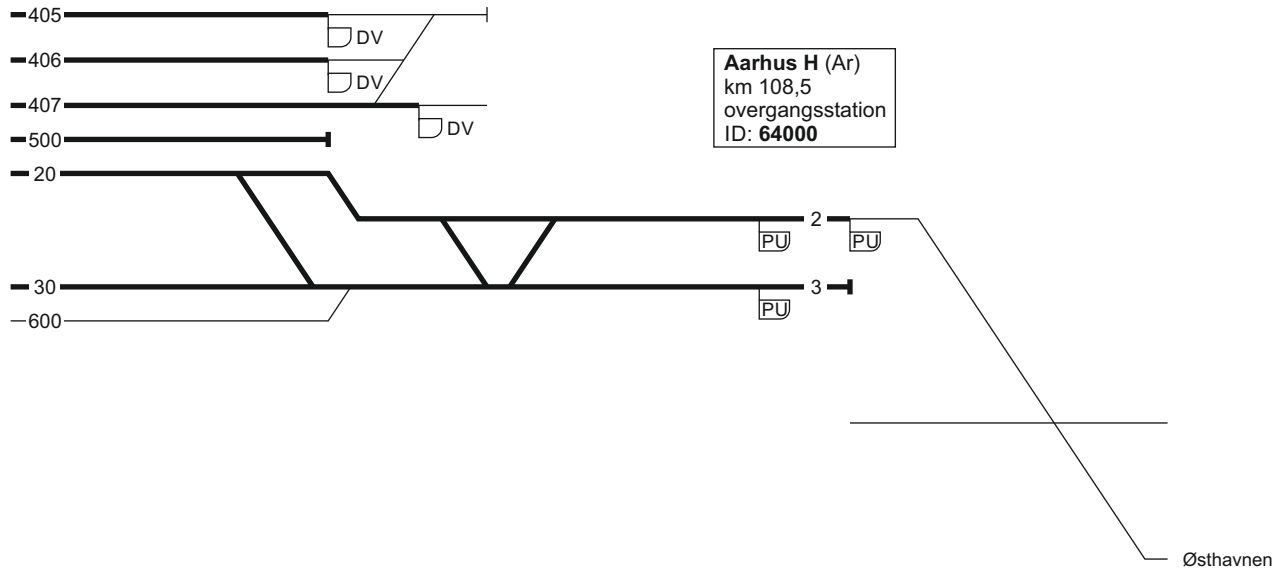 405
DV
406
DV
407
DV
500
20
30
600
Aarhus H (Ar)
km 108,5
overgangsstation
ID: 64000
2
PU
PU
3
PU
Østhavnen